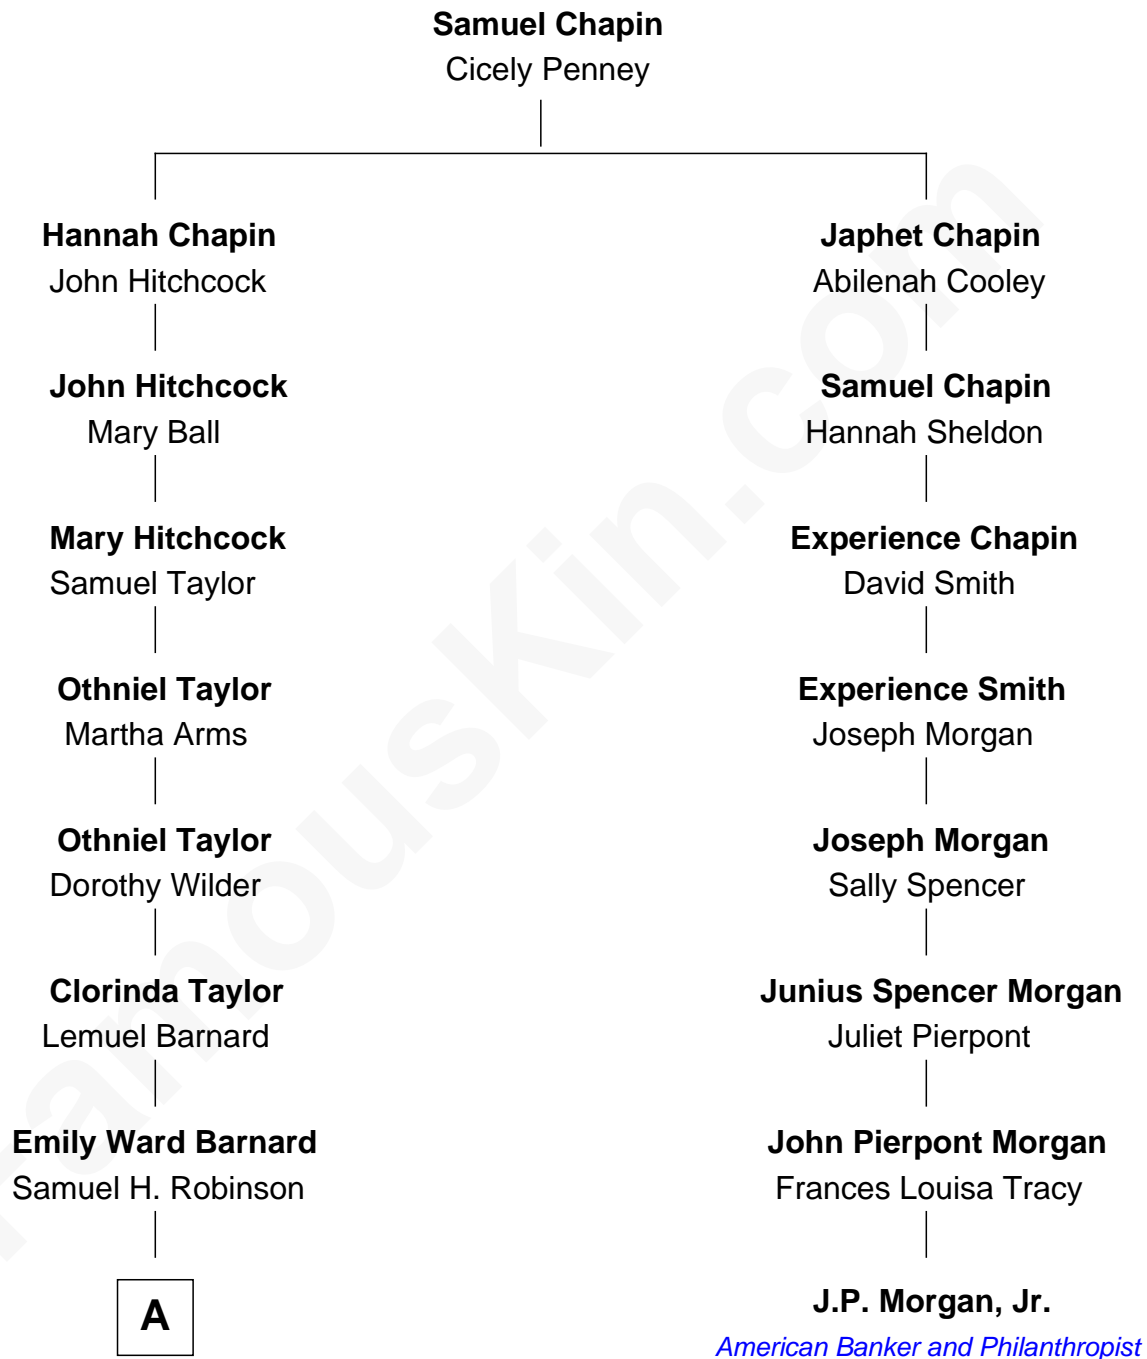 Samuel Chapin
Cicely Penney
Hannah Chapin
John Hitchcock
Japhet Chapin
Abilenah Cooley
John Hitchcock
Mary Ball
Samuel Chapin
Hannah Sheldon
Mary Hitchcock
Samuel Taylor
Experience Chapin
David Smith
Othniel Taylor
Martha Arms
Experience Smith
Joseph Morgan
Othniel Taylor
Dorothy Wilder
Joseph Morgan
Sally Spencer
Clorinda Taylor
Lemuel Barnard
Junius Spencer Morgan
Juliet Pierpont
Emily Ward Barnard
Samuel H. Robinson
John Pierpont Morgan
Frances Louisa Tracy
A
J.P. Morgan, Jr.
American Banker and Philanthropist
FamousKin.com